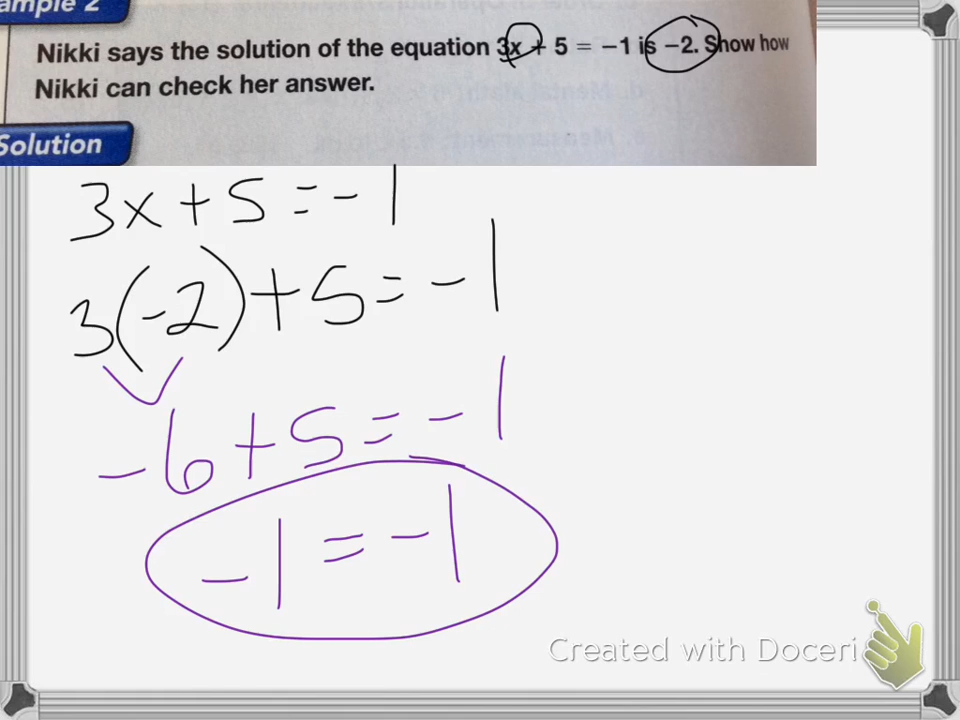 ample 2
Nikki says the solution of the equation 3x + 5 = −1 is −2. Show how
Nikki can check her answer.
Solution
3x + 5 = - 1
3(-2) + 5 = - 1
- 6 + 5 = - 1
- 1 = - 1
Created with Doceri